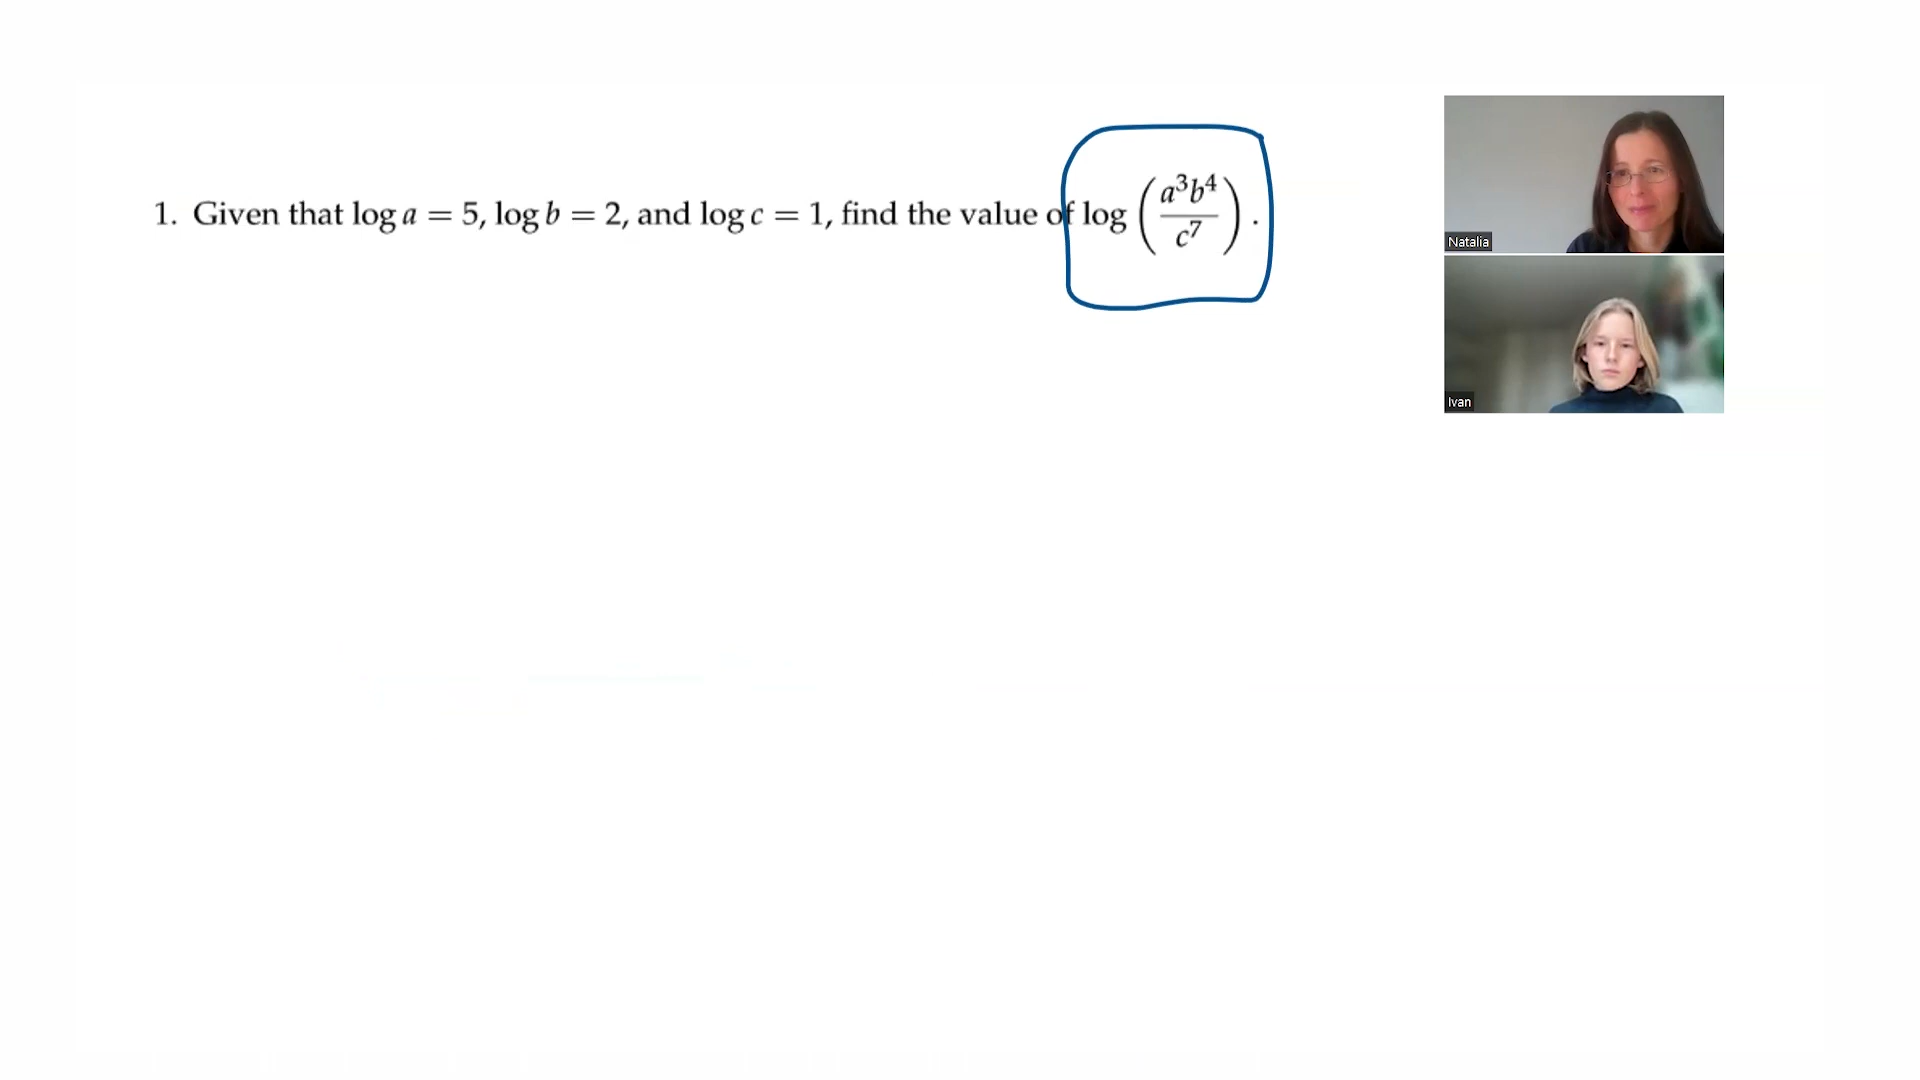 1. Given that log a = 5, log b = 2, and log c = 1, find the value of log (a³b⁴/c⁷).
Natalia
Ivan